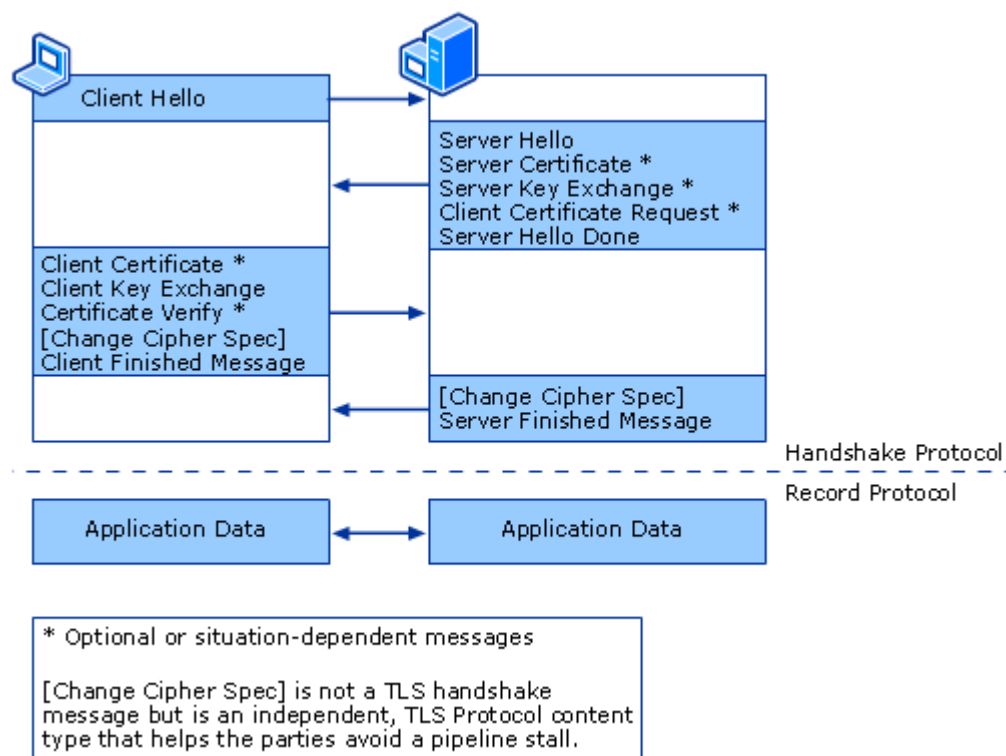 Client Hello
Server Hello
Server Certificate *
Server Key Exchange *
Client Certificate Request *
Server Hello Done
Client Certificate *
Client Key Exchange
Certificate Verify *
[Change Cipher Spec]
Client Finished Message
[Change Cipher Spec]
Server Finished Message
Handshake Protocol
Record Protocol
Application Data
Application Data
* Optional or situation-dependent messages
[Change Cipher Spec] is not a TLS handshake
message but is an independent, TLS Protocol content
type that helps the parties avoid a pipeline stall.